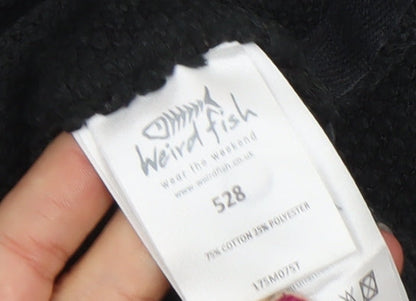 Weird fish
wear the weekend
www.weirdfish.co.uk
528
75% COTTON 25% POLYESTER